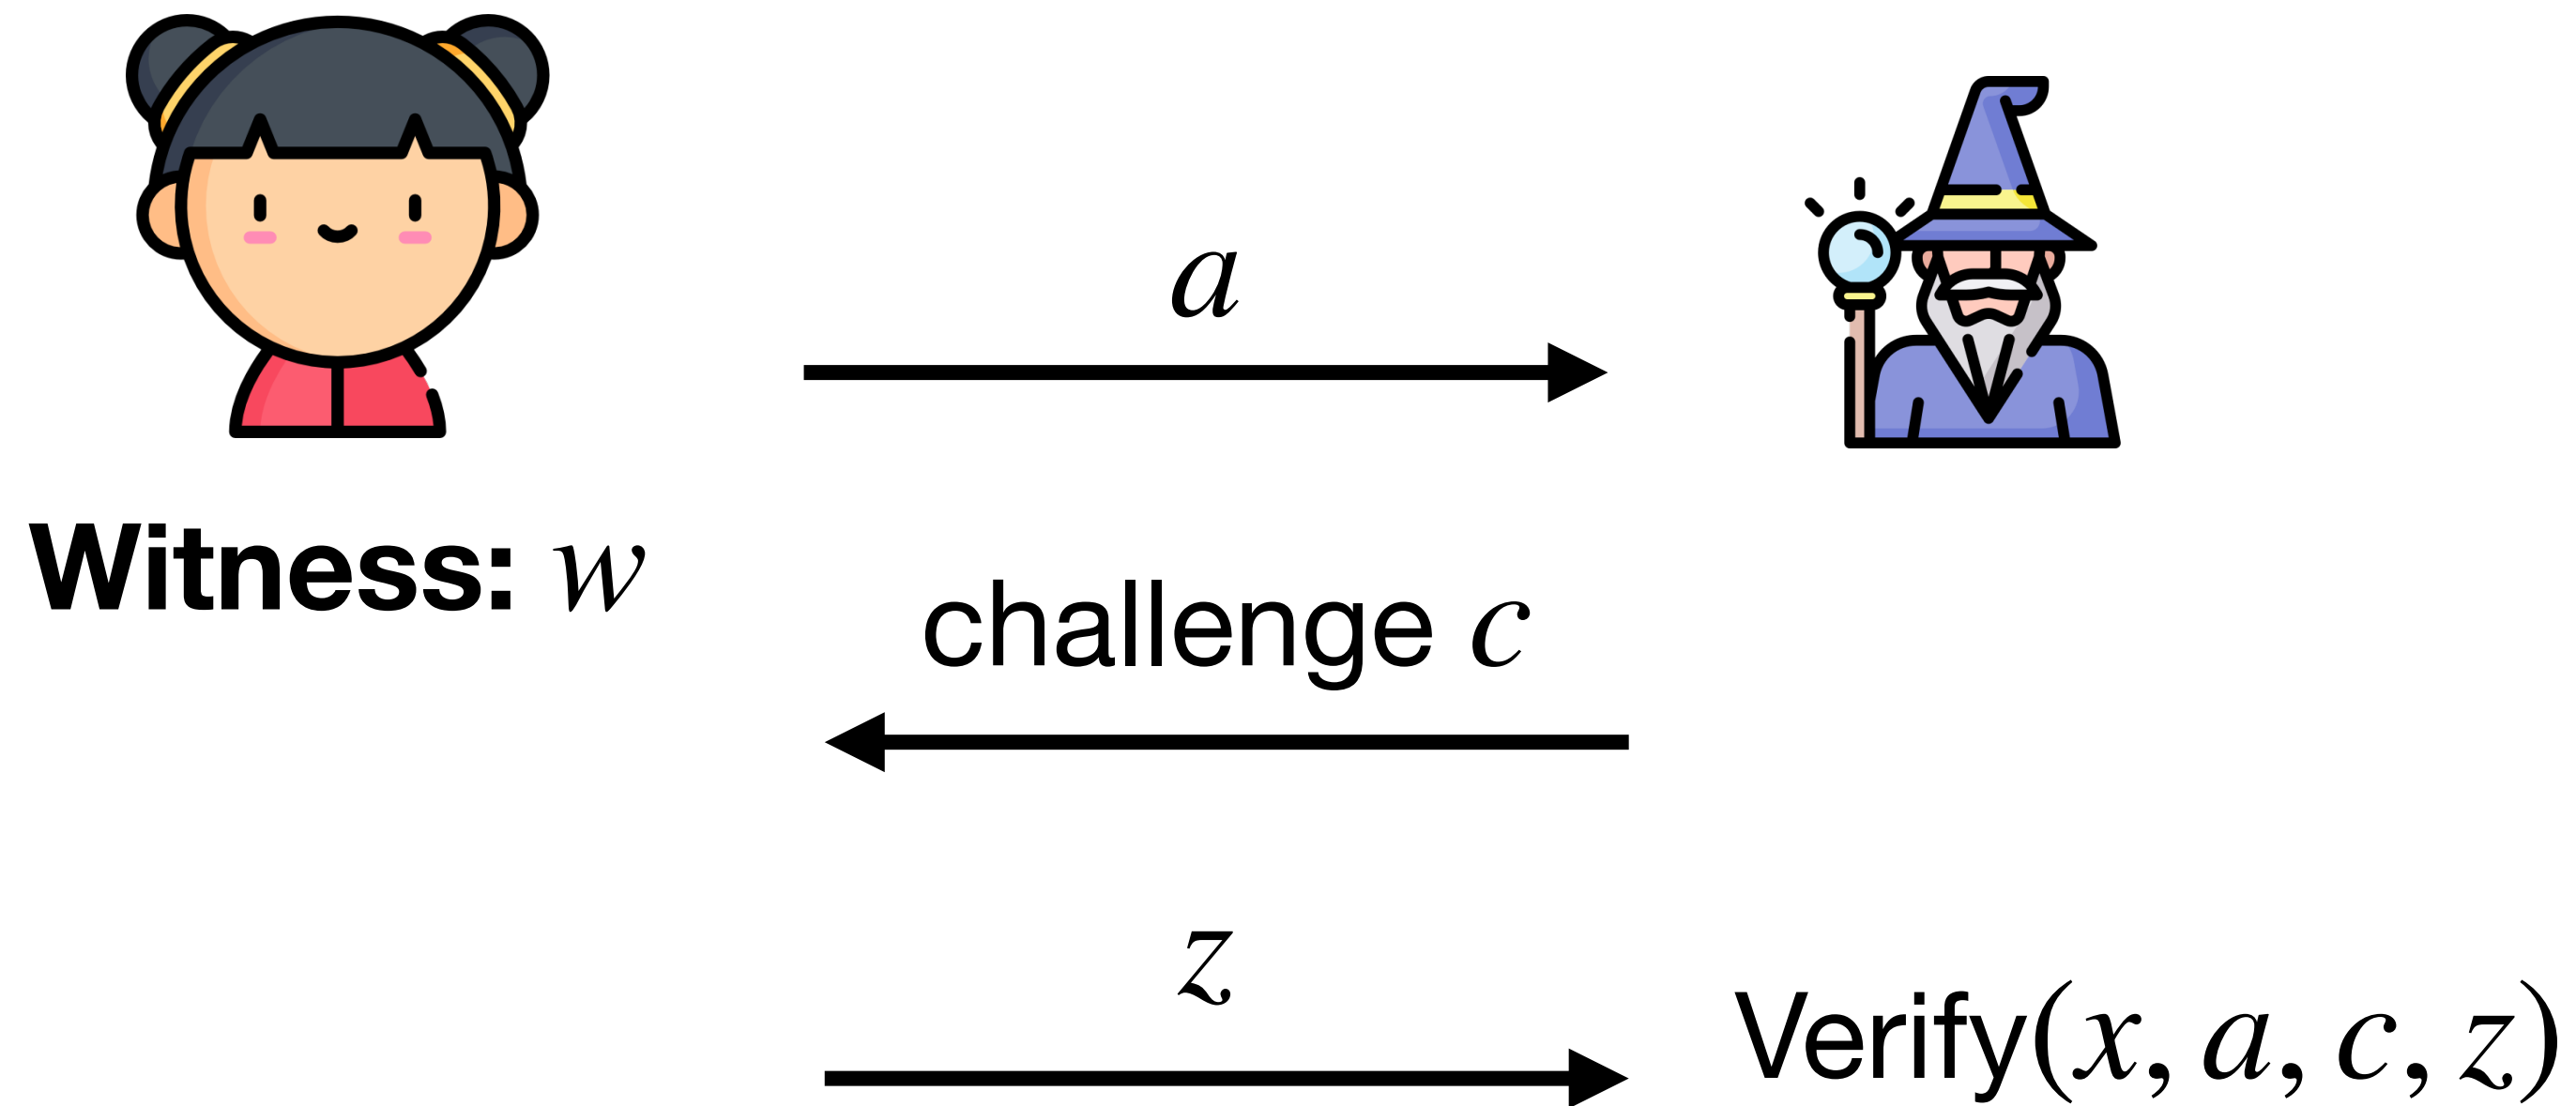 a
Witness: w
challenge c
z
Verify(x, a, c, z)